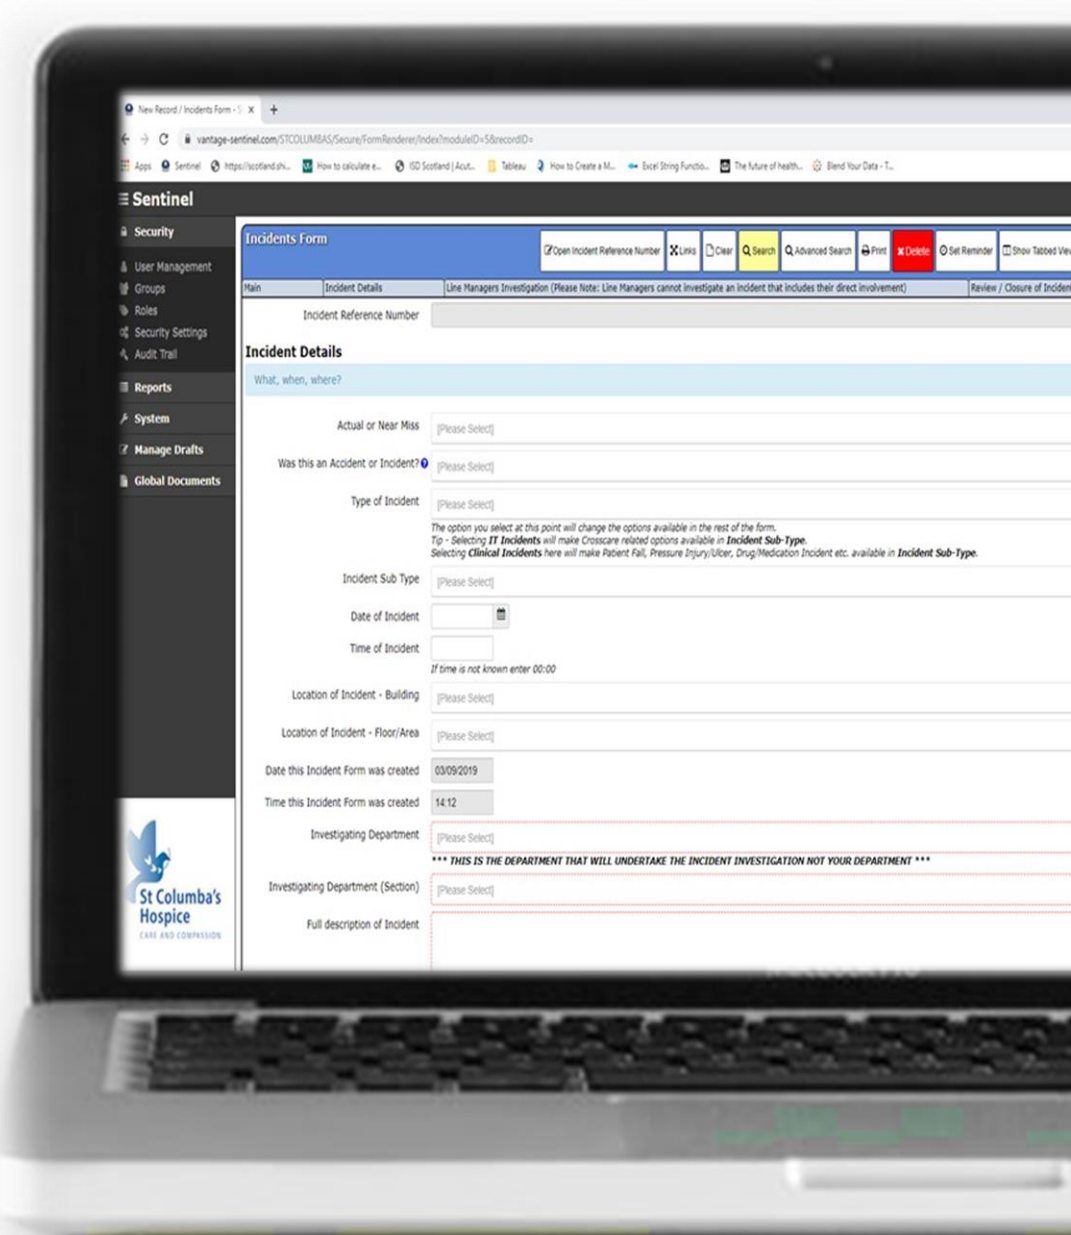 New Record / Incidents Form - S
vantage-sentinel.com/STCOLUMBAS/Secure/FormRenderer/Index?moduleID=5&recordID=
Apps Sentinel https://scotland.shi... How to calculate e... ISD Scotland | Acut... Tableau How to Create a M... Excel String Functio... The future of health... Blend Your Data - T...
Sentinel
Security
User Management
Groups
Roles
Security Settings
Audit Trail
Reports
System
Manage Drafts
Global Documents
St Columba's
Hospice
CARE AND COMPASSION
Incidents Form
Open Incident Reference Number Links Clear Search Advanced Search Print Delete Set Reminder Show Tabbed View
Main Incident Details Line Managers Investigation (Please Note: Line Managers cannot investigate an incident that includes their direct involvement) Review / Closure of Incident
Incident Reference Number
Incident Details
What, when, where?
Actual or Near Miss [Please Select]
Was this an Accident or Incident? [Please Select]
Type of Incident [Please Select]
The option you select at this point will change the options available in the rest of the form.
Tip - Selecting IT Incidents will make Crosscare related options available in Incident Sub-Type.
Selecting Clinical Incidents here will make Patient Fall, Pressure Injury/Ulcer, Drug/Medication Incident etc. available in Incident Sub-Type.
Incident Sub Type [Please Select]
Date of Incident
Time of Incident
If time is not known enter 00:00
Location of Incident - Building [Please Select]
Location of Incident - Floor/Area [Please Select]
Date this Incident Form was created 03/09/2019
Time this Incident Form was created 14:12
Investigating Department [Please Select]
*** THIS IS THE DEPARTMENT THAT WILL UNDERTAKE THE INCIDENT INVESTIGATION NOT YOUR DEPARTMENT ***
Investigating Department (Section) [Please Select]
Full description of Incident